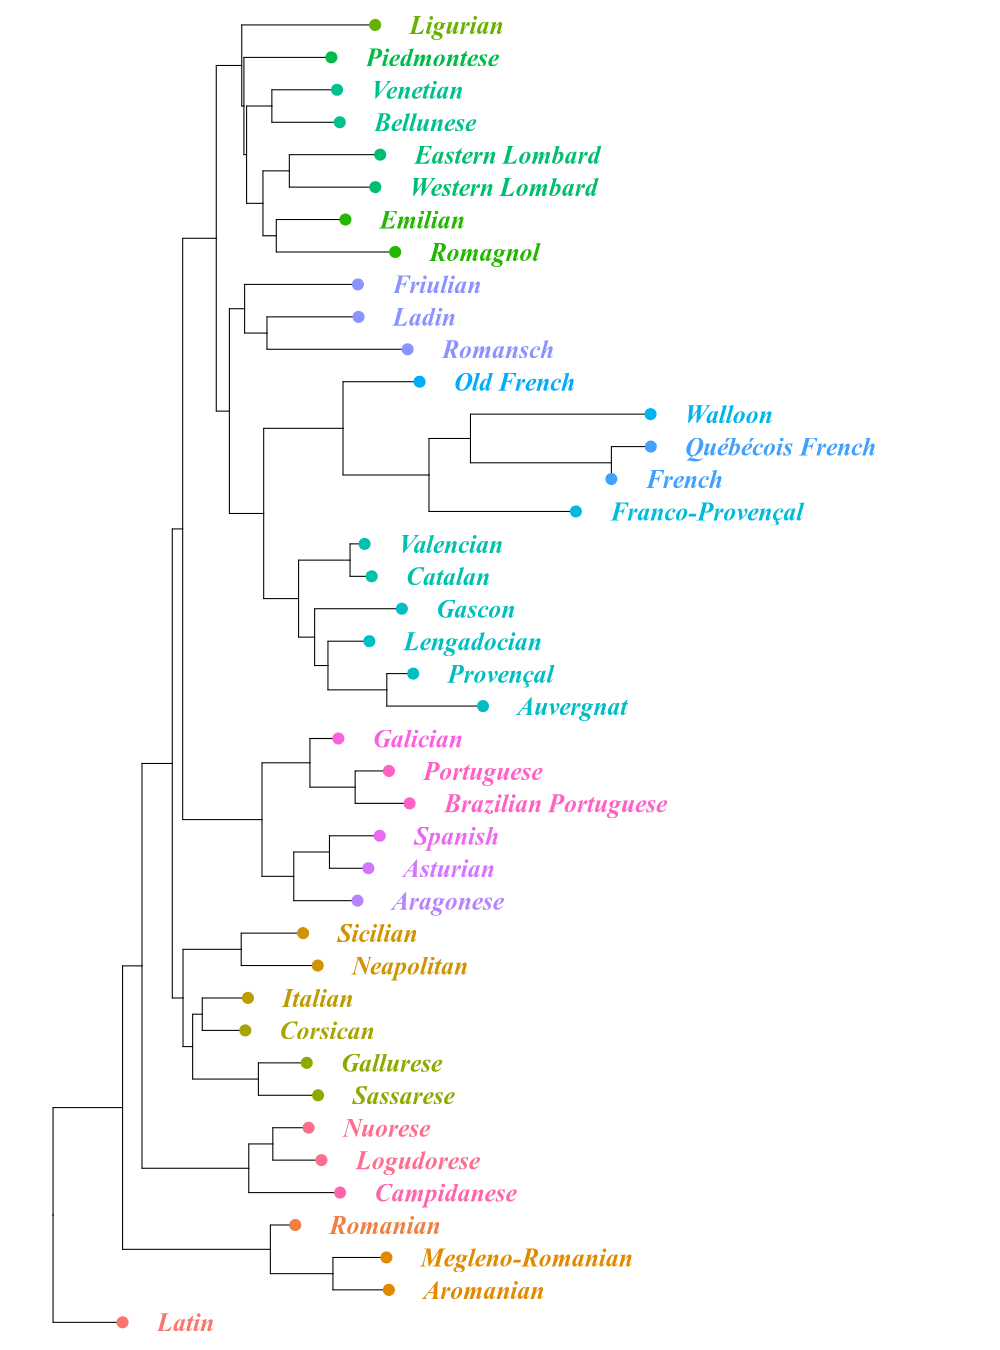 Ligurian
Piedmontese
Venetian
Bellunese
Eastern Lombard
Western Lombard
Emilian
Romagnol
Friulian
Ladin
Romansch
Old French
Walloon
Québécois French
French
Franco-Provençal
Valencian
Catalan
Gascon
Lengadocian
Provençal
Auvergnat
Galician
Portuguese
Brazilian Portuguese
Spanish
Asturian
Aragonese
Sicilian
Neapolitan
Italian
Corsican
Gallurese
Sassarese
Nuorese
Logudorese
Campidanese
Romanian
Megleno-Romanian
Aromanian
Latin